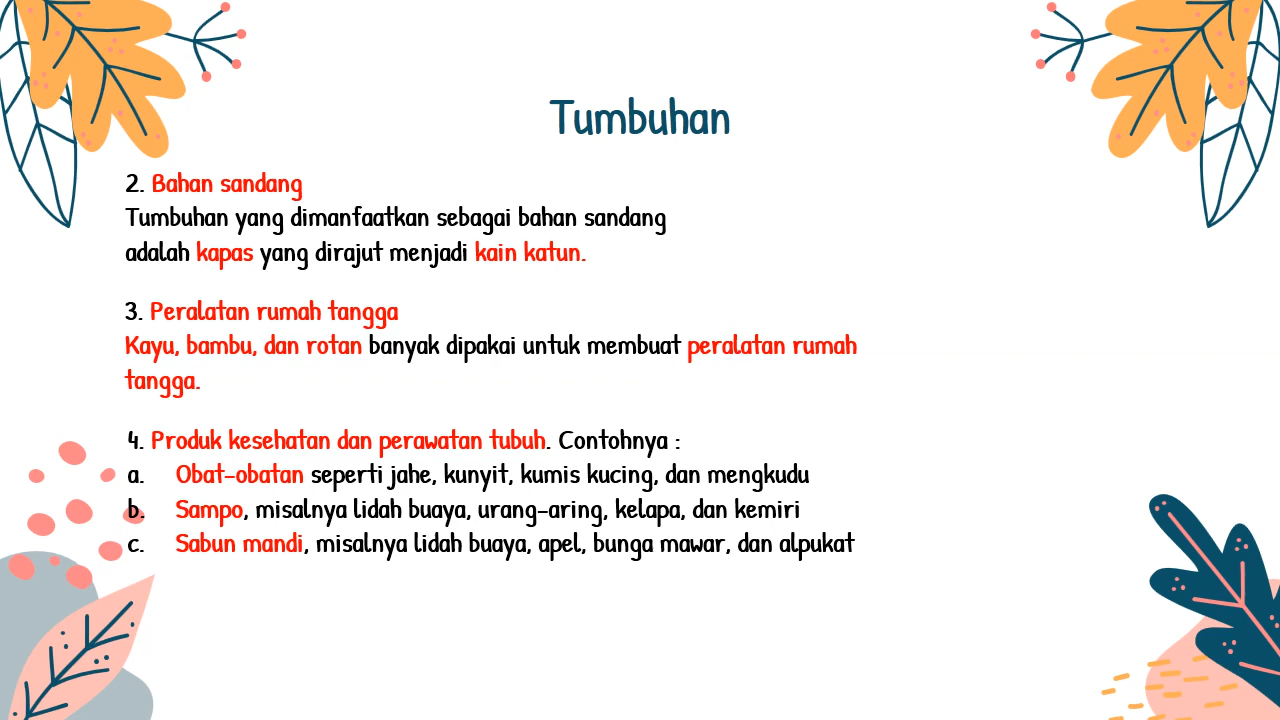 Tumbuhan
2. Bahan sandang
Tumbuhan yang dimanfaatkan sebagai bahan sandang
adalah kapas yang dirajut menjadi kain katun.
3. Peralatan rumah tangga
Kayu, bambu, dan rotan banyak dipakai untuk membuat peralatan rumah
tangga.
4. Produk kesehatan dan perawatan tubuh. Contohnya :
a. Obat-obatan seperti jahe, kunyit, kumis kucing, dan mengkudu
b. Sampo, misalnya lidah buaya, urang-aring, kelapa, dan kemiri
c. Sabun mandi, misalnya lidah buaya, apel, bunga mawar, dan alpukat